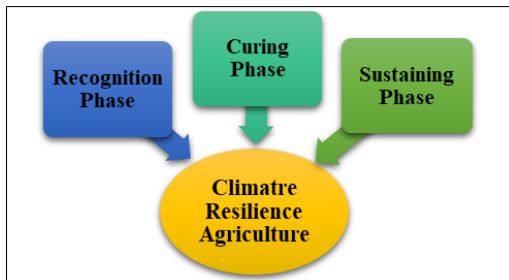 Recognition
Phase
Curing
Phase
Sustaining
Phase
Climatre
Resilience
Agriculture